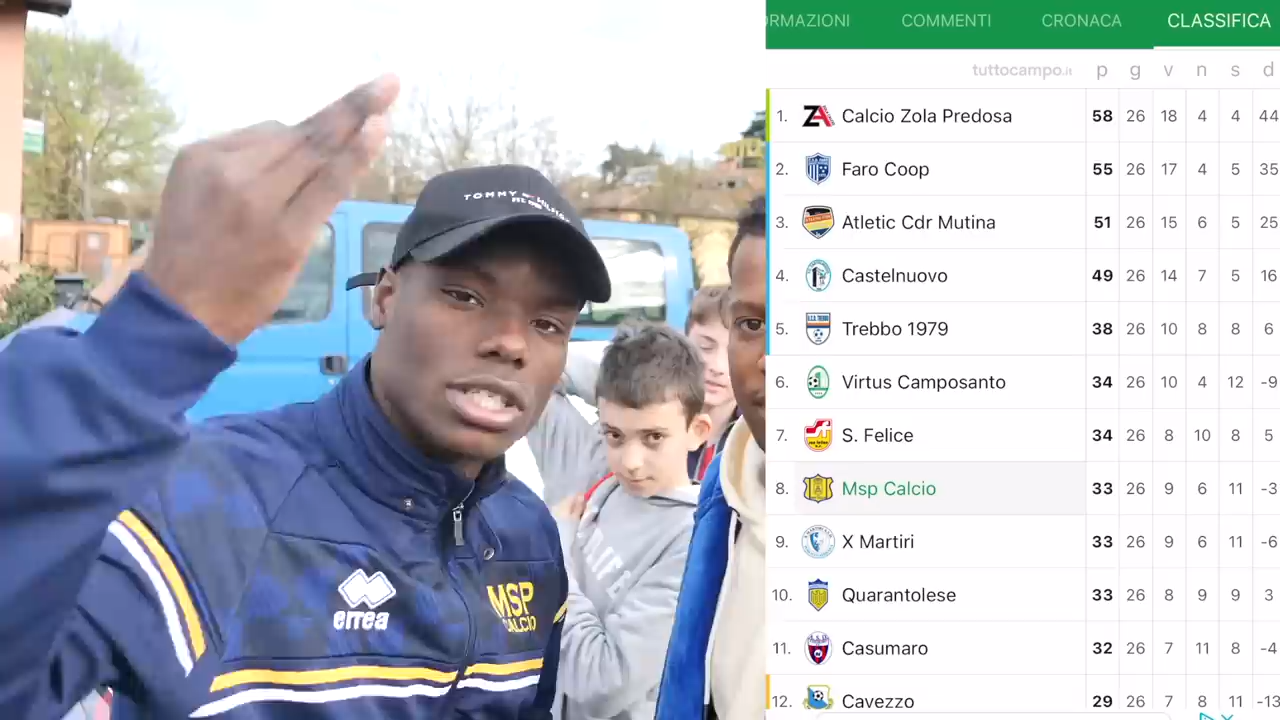 TOMMY HILFIGER
errea
MSP
CALCIO
RMAZIONI COMMENTI CRONACA CLASSIFICA
tuttocampo.it p g v n s d
1. Calcio Zola Predosa 58 26 18 4 4 44
2. Faro Coop 55 26 17 4 5 35
3. Atletic Cdr Mutina 51 26 15 6 5 25
4. Castelnuovo 49 26 14 7 5 16
5. Trebbo 1979 38 26 10 8 8 6
6. Virtus Camposanto 34 26 10 4 12 -9
7. S. Felice 34 26 8 10 8 5
8. Msp Calcio 33 26 9 6 11 -3
9. X Martiri 33 26 9 6 11 -6
10. Quarantolese 33 26 8 9 9 3
11. Casumaro 32 26 7 11 8 -4
12. Cavezzo 29 26 7 8 11 -13